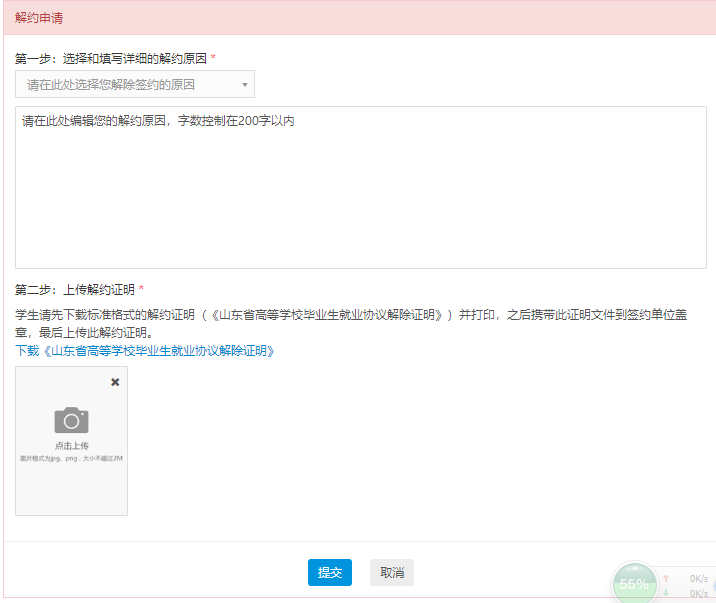 解约申请
第一步：选择和填写详细的解约原因 *
请在此处选择您解除签约的原因
请在此处编辑您的解约原因，字数控制在200字以内
第二步：上传解约证明 *
学生请先下载标准格式的解约证明（《山东省高等学校毕业生就业协议解除证明》）并打印，之后携带此证明文件到签约单位盖
章，最后上传此解约证明。
下载《山东省高等学校毕业生就业协议解除证明》
点击上传
图片格式为jpg、png，大小不超过2M
提交 取消
55%
0K/s
0K/s